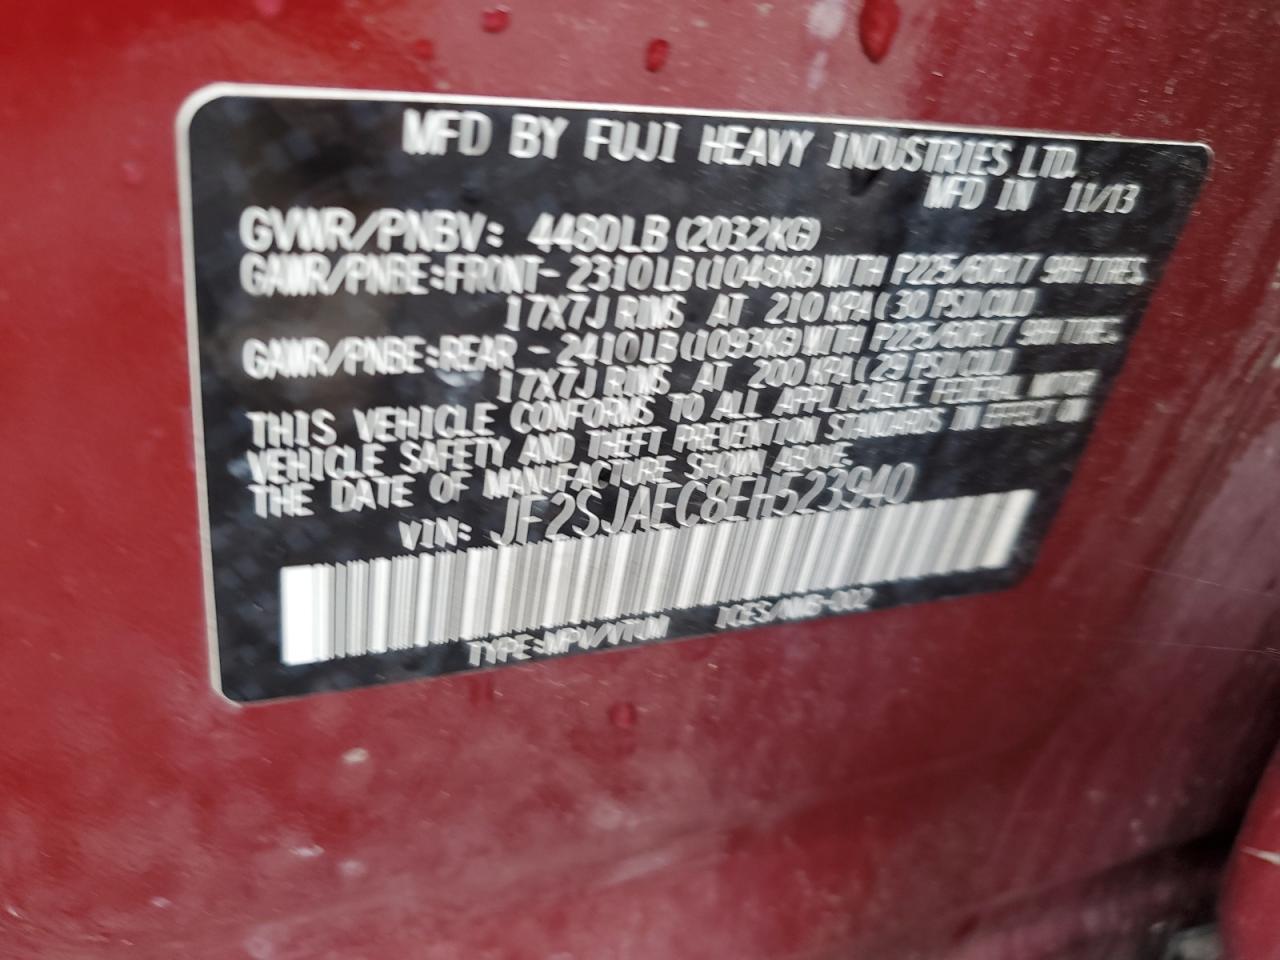 MFD BY FUJI HEAVY INDUSTRIES LTD.
MFD IN 11/13
GVWR/PNBV: 4480LB (2032KG)
GAWR/PNBE:FRONT- 2310LB(1048KG)WITH P225/60R17 98H TIRES.
17X7J RIMS AT 210 KPA(30 PSI)COLD
GAWR/PNBE:REAR - 2410LB(1093KG)WITH P225/60R17 98H TIRES.
17X7J RIMS AT 200 KPA(29 PSI)COLD
THIS VEHICLE CONFORMS TO ALL APPLICABLE FEDERAL MOTOR
VEHICLE SAFETY AND THEFT PREVENTION STANDARDS IN EFFECT ON
THE DATE OF MANUFACTURE SHOWN ABOVE.
VIN: JF2SJAEC8EH523940
TYPE:MPV/VTUM ICES/NMB-002